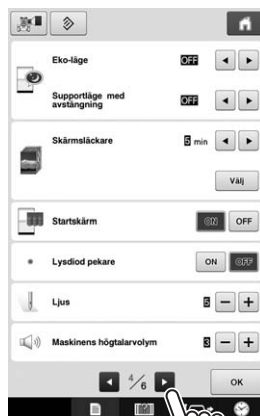 Eko-läge OFF
Supportläge med
avstängning OFF
Skärmsläckare 5 min
Välj
Startskärm ON OFF
Lysdiod pekare ON OFF
Ljus 5 − +
Maskinens högtalarvolym 3 − +
4/6 OK